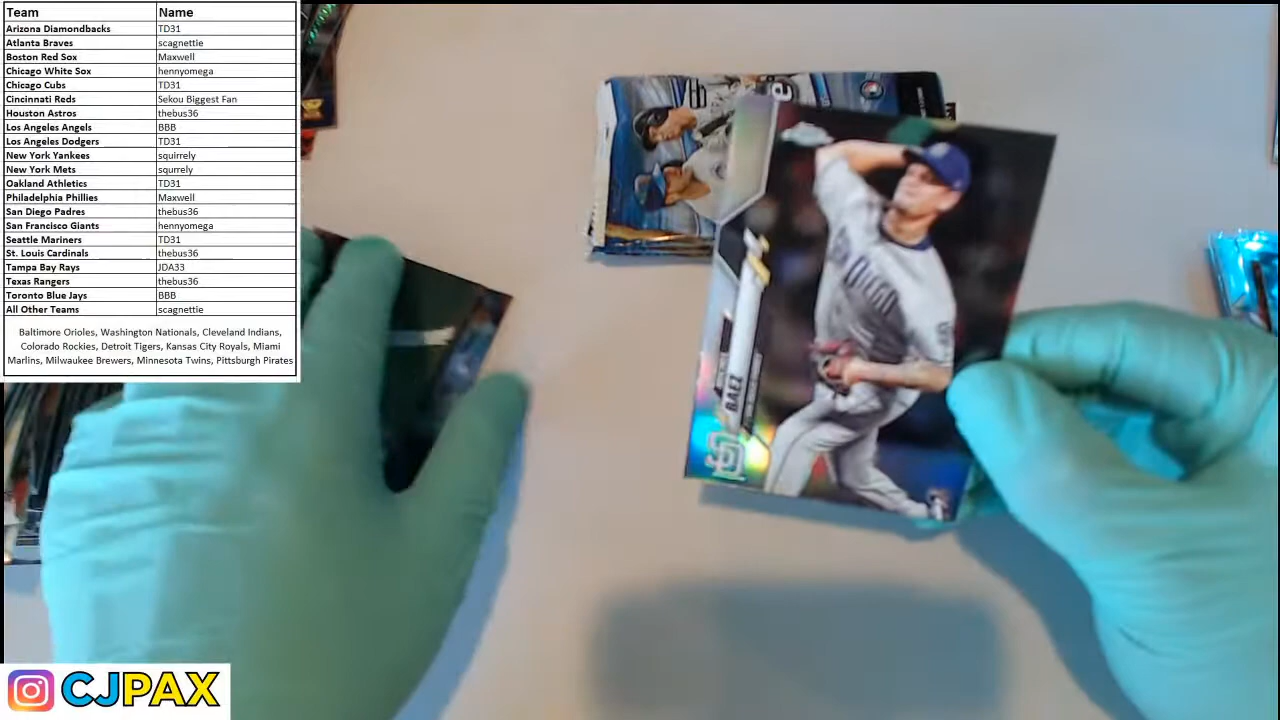 Team Name
Arizona Diamondbacks TD31
Atlanta Braves scagnettie
Boston Red Sox Maxwell
Chicago White Sox hennyomega
Chicago Cubs TD31
Cincinnati Reds Sekou Biggest Fan
Houston Astros thebus36
Los Angeles Angels BBB
Los Angeles Dodgers TD31
New York Yankees squirrely
New York Mets squrrely
Oakland Athletics TD31
Philadelphia Phillies Maxwell
San Diego Padres thebus36
San Francisco Giants hennyomega
Seattle Mariners TD31
St. Louis Cardinals thebus36
Tampa Bay Rays JDA33
Texas Rangers thebus36
Toronto Blue Jays BBB
All Other Teams scagnettie
Baltimore Orioles, Washington Nationals, Cleveland Indians,
Colorado Rockies, Detroit Tigers, Kansas City Royals, Miami
Marlins, Milwaukee Brewers, Minnesota Twins, Pittsburgh Pirates
BAEZ
SD
CJPAX